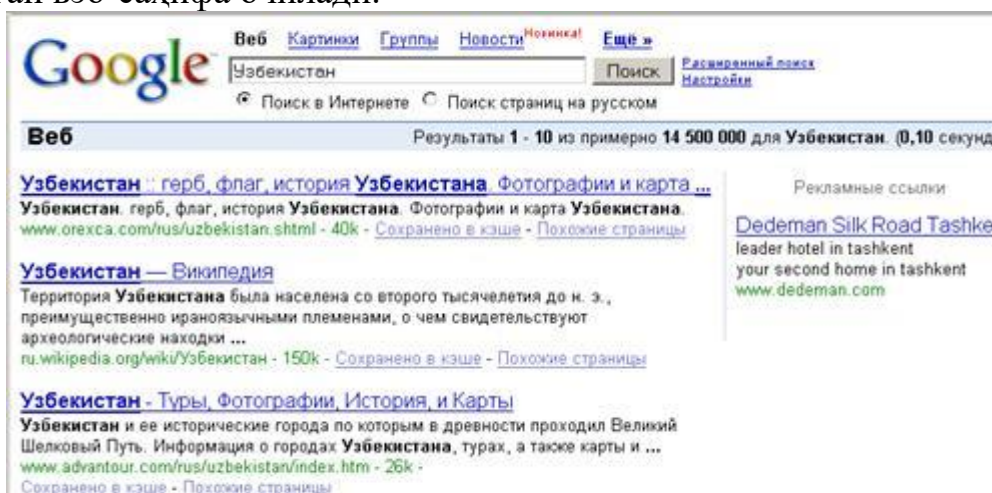 веб-саҳифа очилади.
Google
Веб Картинки Группы Новости Новинка! Ещё »
Узбекистан Поиск Расширенный поиск
Настройки
Поиск в Интернете Поиск страниц на русском
Веб Результаты 1 - 10 из примерно 14 500 000 для Узбекистан. (0,10 секунд
Узбекистан :: герб, флаг, история Узбекистана. Фотографии и карта ...
Узбекистан. герб, флаг, история Узбекистана. Фотографии и карта Узбекистана.
www.orexca.com/rus/uzbekistan.shtml - 40k - Сохранено в кэше - Похожие страницы
Узбекистан — Википедия
Территория Узбекистана была населена со второго тысячелетия до н. э.,
преимущественно ираноязычными племенами, о чем свидетельствуют
археологические находки ...
ru.wikipedia.org/wiki/Узбекистан - 150k - Сохранено в кэше - Похожие страницы
Узбекистан - Туры, Фотографии, История, и Карты
Узбекистан и ее исторические города по которым в древности проходил Великий
Шелковый Путь. Информация о городах Узбекистана, турах, а также карты и ...
www.advantour.com/rus/uzbekistan/index.htm - 26k -
Сохранено в кэше - Похожие страницы
Рекламные ссылки
Dedeman Silk Road Tashke
leader hotel in tashkent
your second home in tashkent
www.dedeman.com